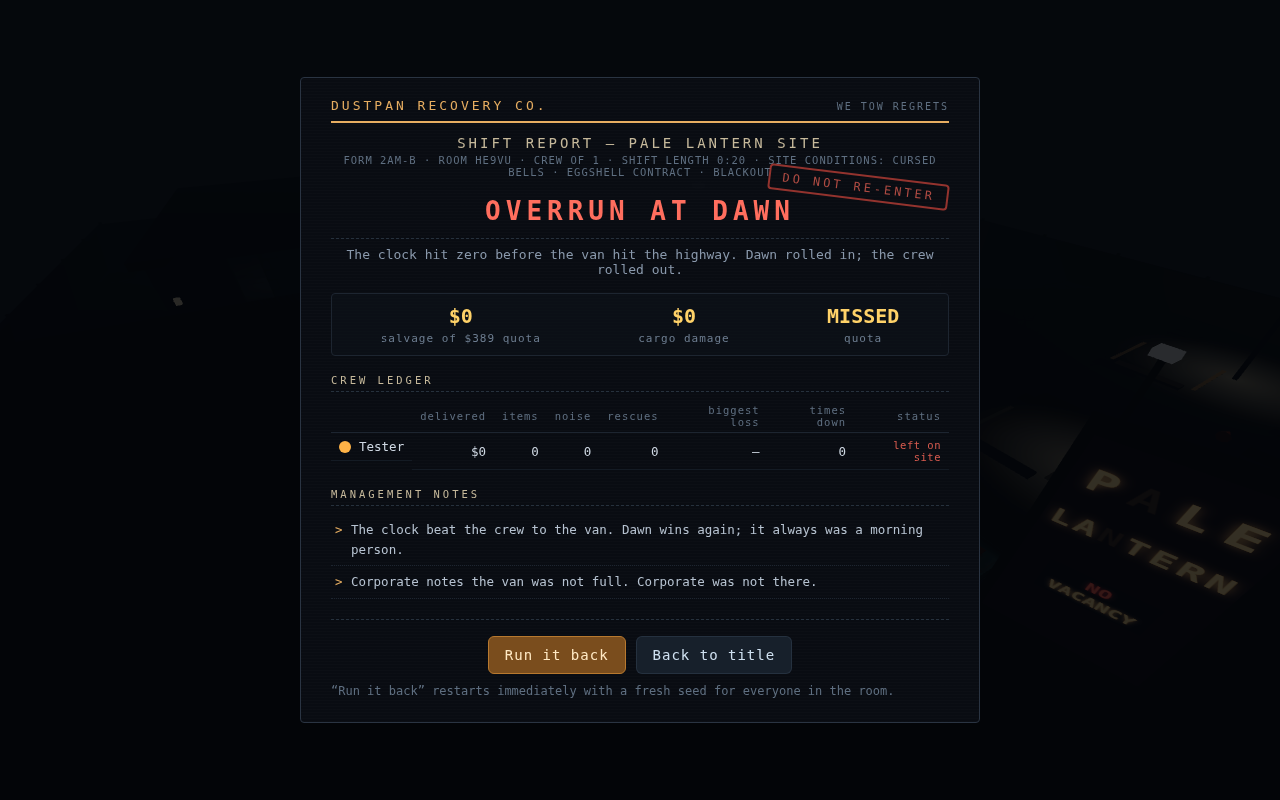 DUSTPAN RECOVERY CO.
WE TOW REGRETS
SHIFT REPORT — PALE LANTERN SITE
FORM 2AM-B · ROOM HE9VU · CREW OF 1 · SHIFT LENGTH 0:20 · SITE CONDITIONS: CURSED
BELLS · EGGSHELL CONTRACT · BLACKOUT
DO NOT RE-ENTER
OVERRUN AT DAWN
The clock hit zero before the van hit the highway. Dawn rolled in; the crew
rolled out.
$0 $0 MISSED
salvage of $389 quota cargo damage quota
CREW LEDGER
delivered items noise rescues biggest loss times down status
Tester $0 0 0 0 — 0 left on site
MANAGEMENT NOTES
> The clock beat the crew to the van. Dawn wins again; it always was a morning
person.
> Corporate notes the van was not full. Corporate was not there.
Run it back Back to title
“Run it back” restarts immediately with a fresh seed for everyone in the room.
PALE
LANTERN
NO
VACANCY